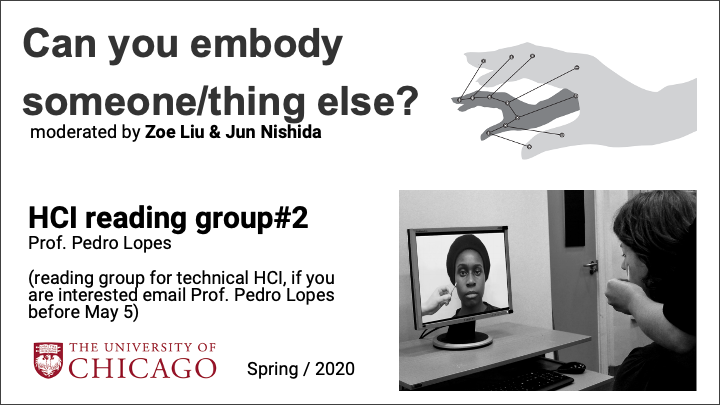 Can you embody
someone/thing else?
moderated by Zoe Liu & Jun Nishida
HCI reading group#2
Prof. Pedro Lopes
(reading group for technical HCI, if you
are interested email Prof. Pedro Lopes
before May 5)
THE UNIVERSITY OF
CHICAGO
Spring / 2020